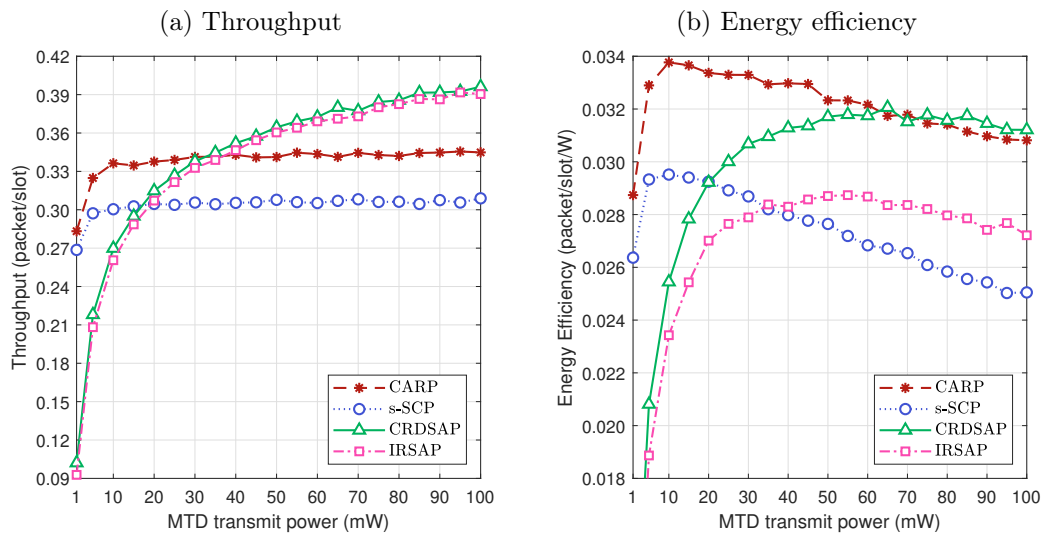 (a) Throughput
0.42
0.39
0.36
0.33
0.30
0.27
0.24
0.21
0.18
0.15
0.12
0.09
Throughput (packet/slot)
CARP
s-SCP
CRDSAP
IRSAP
1 10 20 30 40 50 60 70 80 90 100
MTD transmit power (mW)
(b) Energy efficiency
0.034
0.032
0.030
0.028
0.026
0.024
0.022
0.020
0.018
Energy Efficiency (packet/slot/W)
CARP
s-SCP
CRDSAP
IRSAP
1 10 20 30 40 50 60 70 80 90 100
MTD transmit power (mW)